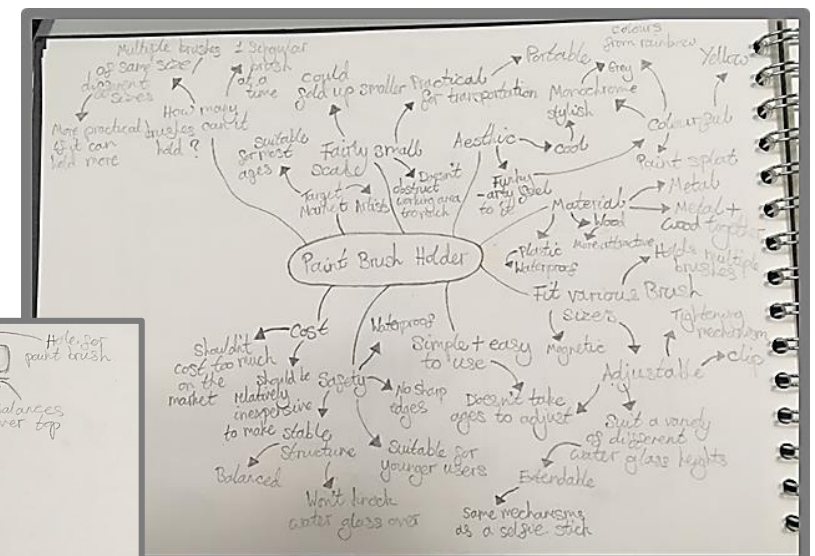 Multiple brushes
of same size/
different
sizes
1 singular
brush
at a
time
More practical
if it can
hold more
How many
brushes can it
hold?
could
fold up smaller
Practical
for transportation
Portable
Fairly small
scale
Doesn't
obstruct
working area
too much
Suitable
for most
ages
Target
Market
Artists
Aesthic
cool
Monochrome
stylish
Grey
Funky
-arty feel
to it
Colourful
colours
from rainbow
Yellow
Paint splat
Material
Metal
Metal +
wood together
Wood
More attractive
Plastic
Waterproof
Paint Brush Holder
Fit various Brush
sizes
Holds multiple
brushes
Magnetic
Adjustable
Tightening
mechanism
clip
Suit a variety
of different
water glass heights
Extendable
Same mechanisms
as a selfie stick
Simple + easy
to use
Doesn't take
ages to adjust
Safety
Waterproof
No sharp
edges
Suitable for
younger users
stable
structure
Balanced
Won't knock
water glass over
Cost
Shouldn't
cost too much
on the
market
should be
relatively
inexpensive
to make
Hole for
paint brush
balances
over top